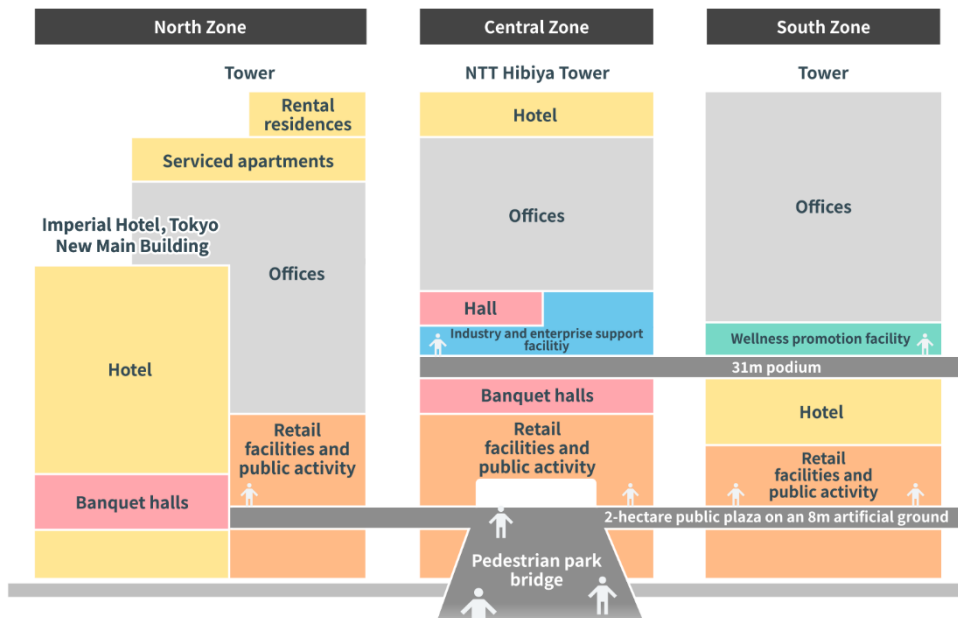 North Zone
Central Zone
South Zone
Tower
NTT Hibiya Tower
Tower
Rental
residences
Serviced apartments
Imperial Hotel, Tokyo
New Main Building
Offices
Hotel
Banquet halls
Retail
facilities and
public activity
Hotel
Offices
Hall
Industry and enterprise support
facilitiy
31m podium
Banquet halls
Retail
facilities and
public activity
Pedestrian park
bridge
Offices
Wellness promotion facility
Hotel
Retail
facilities and
public activity
2-hectare public plaza on an 8m artificial ground